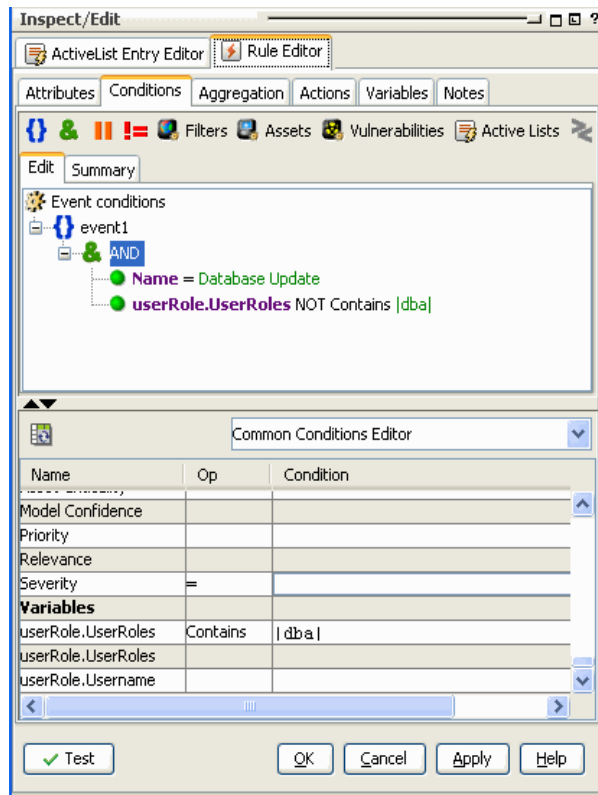 Inspect/Edit ?
ActiveList Entry Editor Rule Editor
Attributes Conditions Aggregation Actions Variables Notes
{} & != Filters Assets Vulnerabilities Active Lists
Edit Summary
Event conditions
{} event1
& AND
Name = Database Update
userRole.UserRoles NOT Contains |dba|
Common Conditions Editor
Name Op Condition
Model Confidence
Priority
Relevance
Severity =
Variables
userRole.UserRoles Contains |dba|
userRole.UserRoles
userRole.Username
Test OK Cancel Apply Help